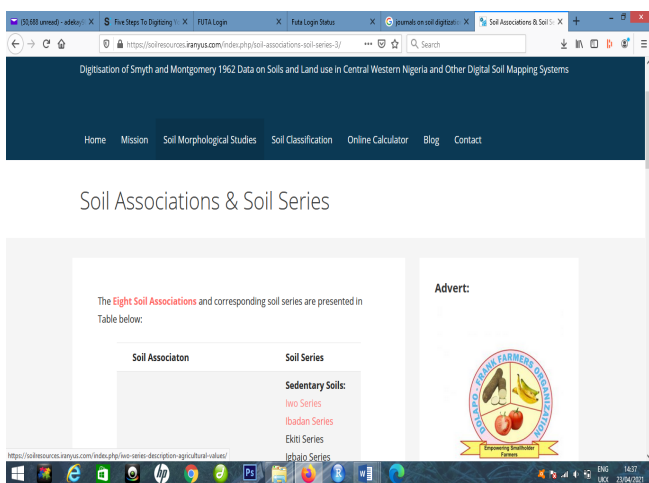 (50,688 unread) - adekay
Five Steps To Digitizing Yo
FUTA Login
Futa Login Status
journals on soil digitization
Soil Associations & Soil Se
https://soilresources.iranyus.com/index.php/soil-associations-soil-series-3/
Search
Digitisation of Smyth and Montgomery 1962 Data on Soils and Land use in Central Western Nigeria and Other Digital Soil Mapping Systems
Home Mission Soil Morphological Studies Soil Classification Online Calculator Blog Contact
Soil Associations & Soil Series
The Eight Soil Associations and corresponding soil series are presented in
Table below:
Soil Associaton Soil Series
Sedentary Soils:
Iwo Series
Ibadan Series
Ekiti Series
Igbajo Series
Advert:
DOLAPO - FRANK FARMERS ORGANIZATION
Empowering Smallholder
Farmers
https://soilresources.iranyus.com/index.php/iwo-series-description-agricultural-values/
Ps
ENG 14:37
UKX 23/04/2021